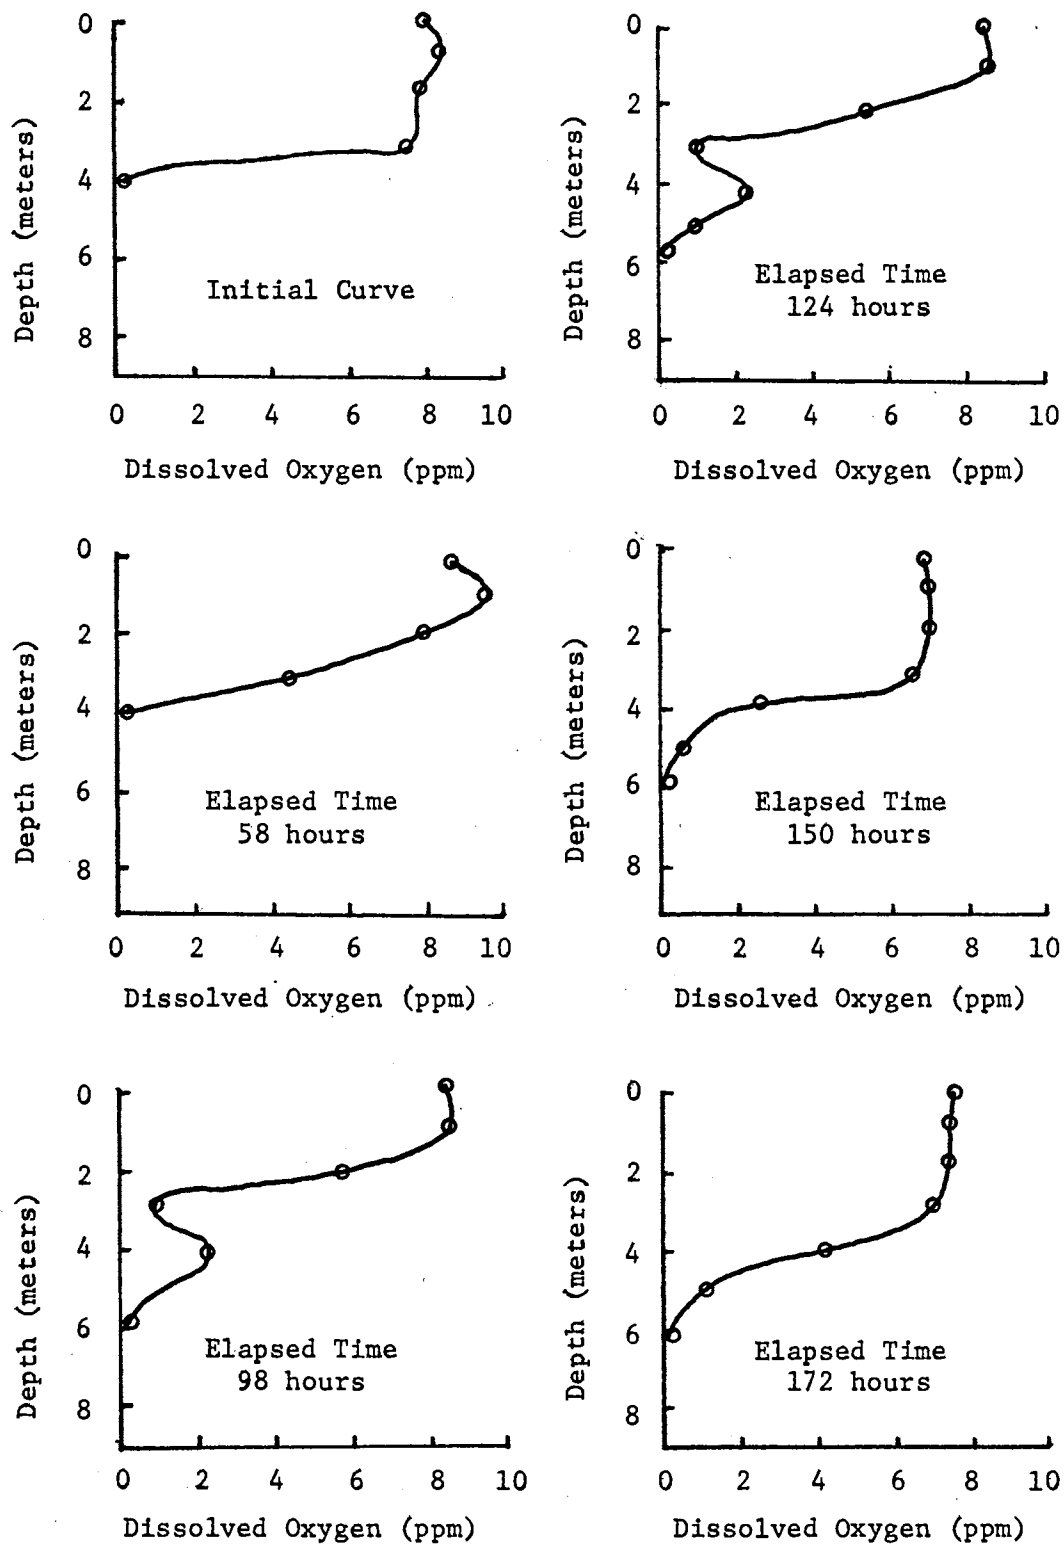 0
2
4
6
8
Depth (meters)
Initial Curve
0 2 4 6 8 10
Dissolved Oxygen (ppm)
0
2
4
6
8
Depth (meters)
Elapsed Time
124 hours
0 2 4 6 8 10
Dissolved Oxygen (ppm)
0
2
4
6
8
Depth (meters)
Elapsed Time
58 hours
0 2 4 6 8 10
Dissolved Oxygen (ppm)
0
2
4
6
8
Depth (meters)
Elapsed Time
150 hours
0 2 4 6 8 10
Dissolved Oxygen (ppm)
0
2
4
6
8
Depth (meters)
Elapsed Time
98 hours
0 2 4 6 8 10
Dissolved Oxygen (ppm)
0
2
4
6
8
Depth (meters)
Elapsed Time
172 hours
0 2 4 6 8 10
Dissolved Oxygen (ppm)